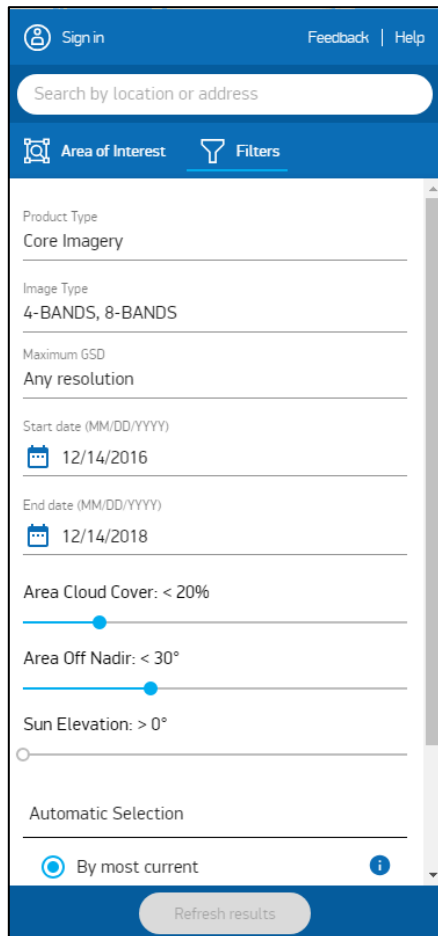 Sign in
Feedback | Help
Search by location or address
Area of Interest
Filters
Product Type
Core Imagery
Image Type
4-BANDS, 8-BANDS
Maximum GSD
Any resolution
Start date (MM/DD/YYYY)
12/14/2016
End date (MM/DD/YYYY)
12/14/2018
Area Cloud Cover: < 20%
Area Off Nadir: < 30°
Sun Elevation: > 0°
Automatic Selection
By most current
Refresh results